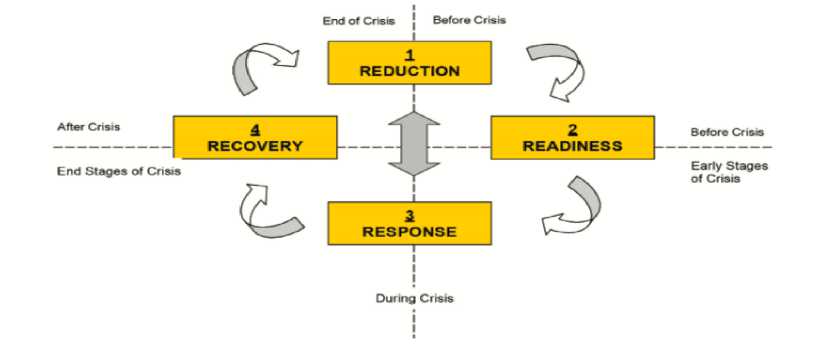 End of Crisis
Before Crisis
1
REDUCTION
After Crisis
4
RECOVERY
2
READINESS
Before Crisis
End Stages of Crisis
Early Stages
of Crisis
3
RESPONSE
During Crisis